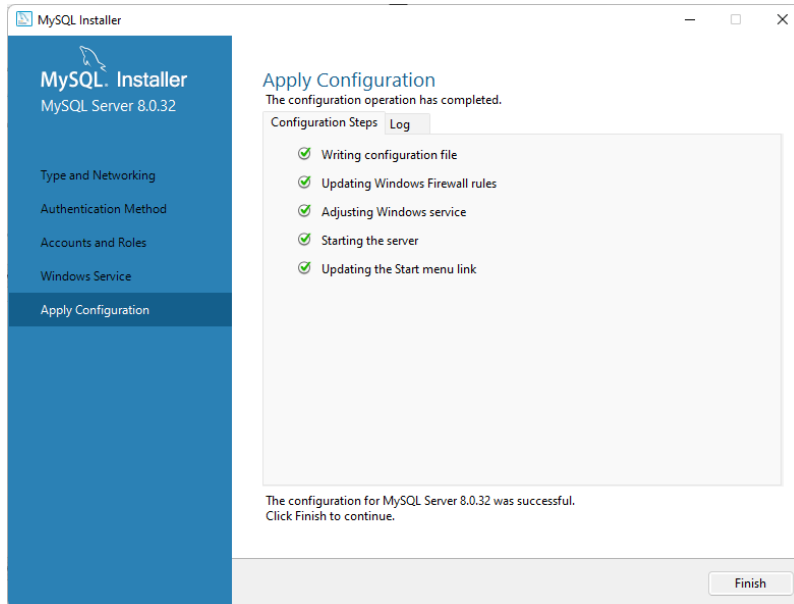 MySQL Installer
MySQL. Installer
MySQL Server 8.0.32
Type and Networking
Authentication Method
Accounts and Roles
Windows Service
Apply Configuration
Apply Configuration
The configuration operation has completed.
Configuration Steps Log
Writing configuration file
Updating Windows Firewall rules
Adjusting Windows service
Starting the server
Updating the Start menu link
The configuration for MySQL Server 8.0.32 was successful.
Click Finish to continue.
Finish